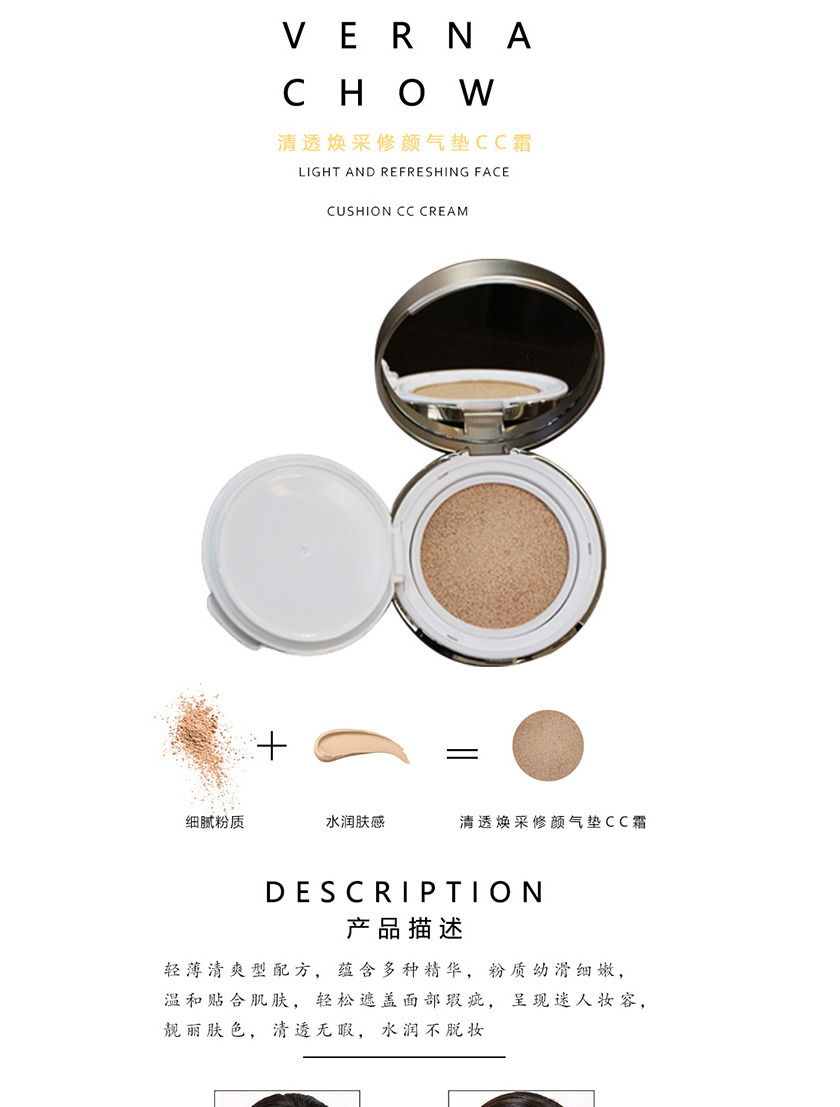 VERNA
CHOW
清透焕采修颜气垫CC霜
LIGHT AND REFRESHING FACE
CUSHION CC CREAM
细腻粉质
水润肤感
清透焕采修颜气垫CC霜
DESCRIPTION
产品描述
轻薄清爽型配方，蕴含多种精华，粉质幼滑细嫩，
温和贴合肌肤，轻松遮盖面部瑕疵，呈现迷人妆容，
靓丽肤色，清透无暇，水润不脱妆